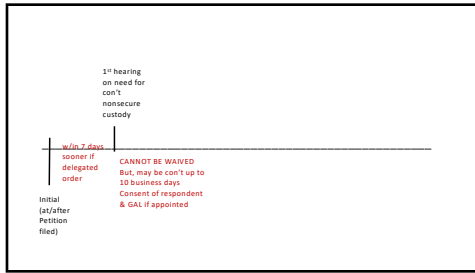 1st hearing
on need for
con't
nonsecure
custody
w/in 7 days
sooner if
delegated
order
CANNOT BE WAIVED
But, may be con't up to
10 business days
Consent of respondent
& GAL if appointed
Initial
(at/after
Petition
filed)